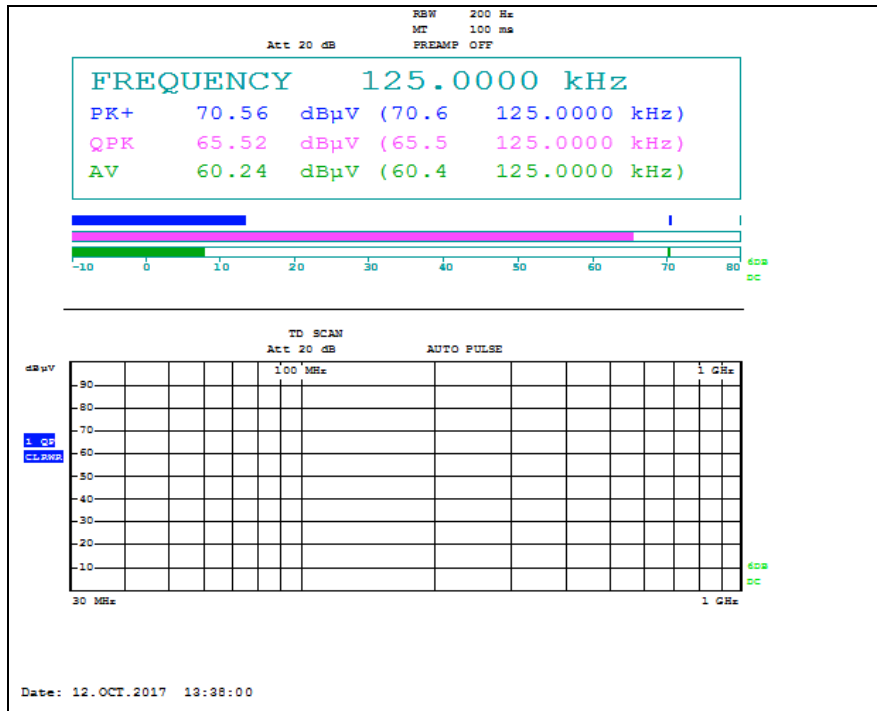 RBW 200 Hz
MT 100 ms
Att 20 dB PREAMP OFF
FREQUENCY 125.0000 kHz
PK+ 70.56 dBµV (70.6 125.0000 kHz)
QPK 65.52 dBµV (65.5 125.0000 kHz)
AV 60.24 dBµV (60.4 125.0000 kHz)
-10 0 10 20 30 40 50 60 70 80
6DB
DC
TD SCAN
Att 20 dB AUTO PULSE
dBµV
100 MHz 1 GHz
90
80
70
1 QP
CLRWR
60
50
40
30
20
10
6DB
DC
30 MHz 1 GHz
Date: 12.OCT.2017 13:38:00